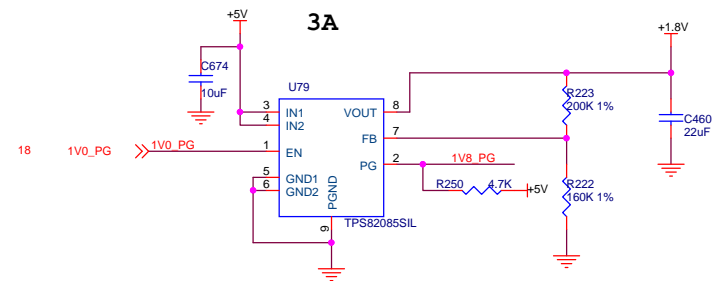 +5V
3A
+1.8V
C674
10uF
U79
R223
200K 1%
3
IN1
VOUT
8
4
IN2
C460
22uF
FB
7
18
1V0_PG
1V0_PG
1
EN
PG
2
1V8_PG
5
GND1
6
GND2
PGND
R250
4.7K
+5V
R222
160K 1%
9
TPS82085SIL